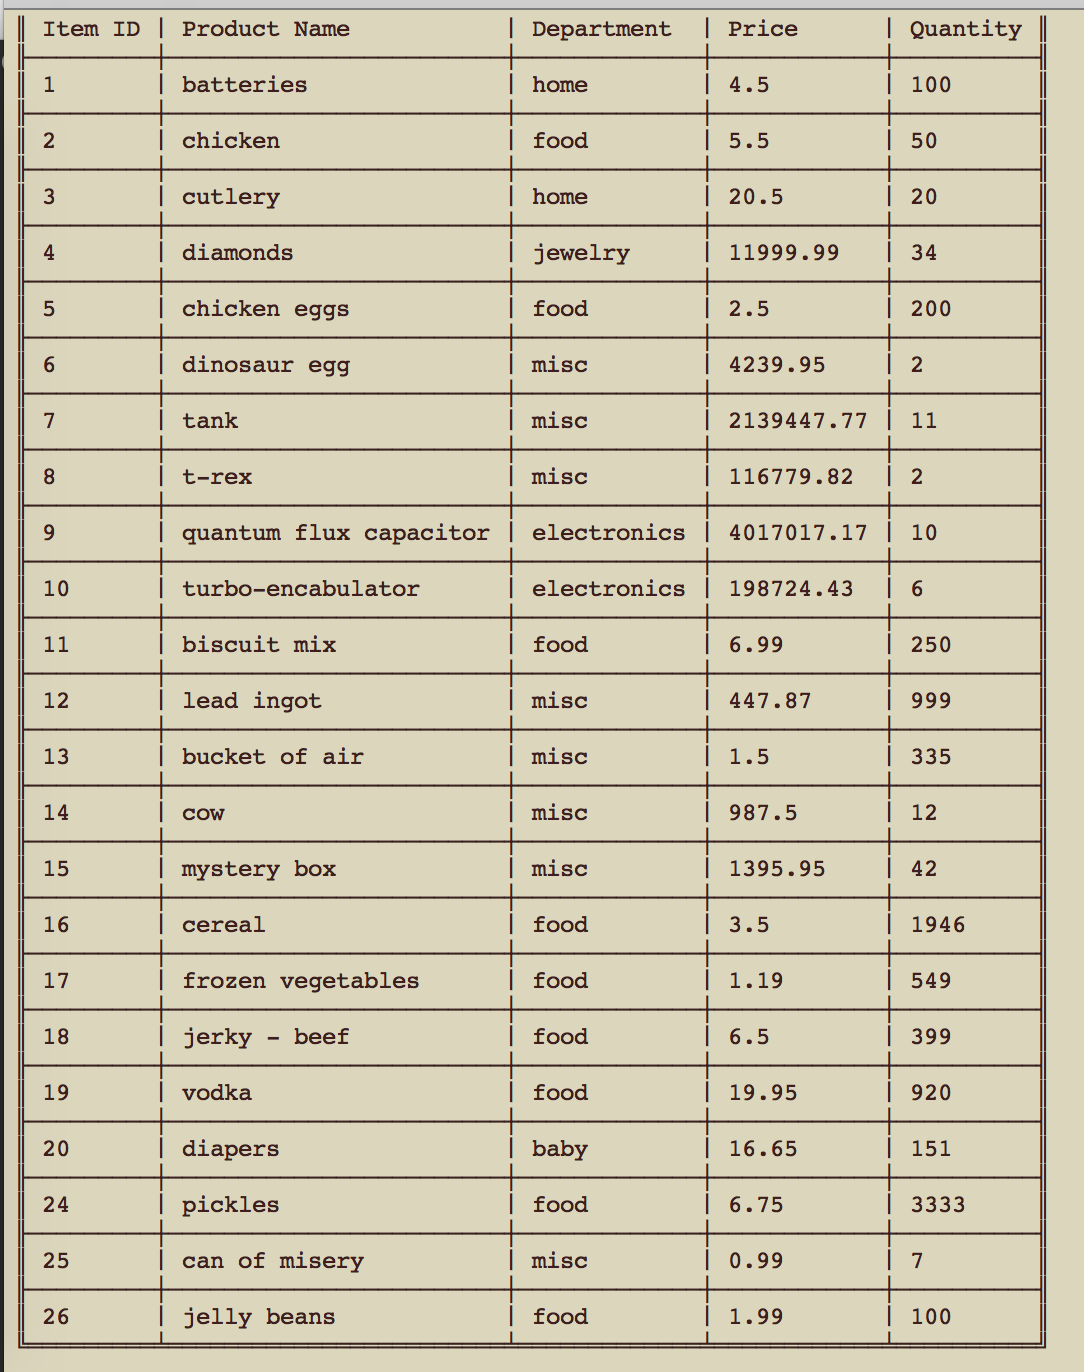 Item ID | Product Name | Department | Price | Quantity
1 | batteries | home | 4.5 | 100
2 | chicken | food | 5.5 | 50
3 | cutlery | home | 20.5 | 20
4 | diamonds | jewelry | 11999.99 | 34
5 | chicken eggs | food | 2.5 | 200
6 | dinosaur egg | misc | 4239.95 | 2
7 | tank | misc | 2139447.77 | 11
8 | t-rex | misc | 116779.82 | 2
9 | quantum flux capacitor | electronics | 4017017.17 | 10
10 | turbo-encabulator | electronics | 198724.43 | 6
11 | biscuit mix | food | 6.99 | 250
12 | lead ingot | misc | 447.87 | 999
13 | bucket of air | misc | 1.5 | 335
14 | cow | misc | 987.5 | 12
15 | mystery box | misc | 1395.95 | 42
16 | cereal | food | 3.5 | 1946
17 | frozen vegetables | food | 1.19 | 549
18 | jerky - beef | food | 6.5 | 399
19 | vodka | food | 19.95 | 920
20 | diapers | baby | 16.65 | 151
24 | pickles | food | 6.75 | 3333
25 | can of misery | misc | 0.99 | 7
26 | jelly beans | food | 1.99 | 100